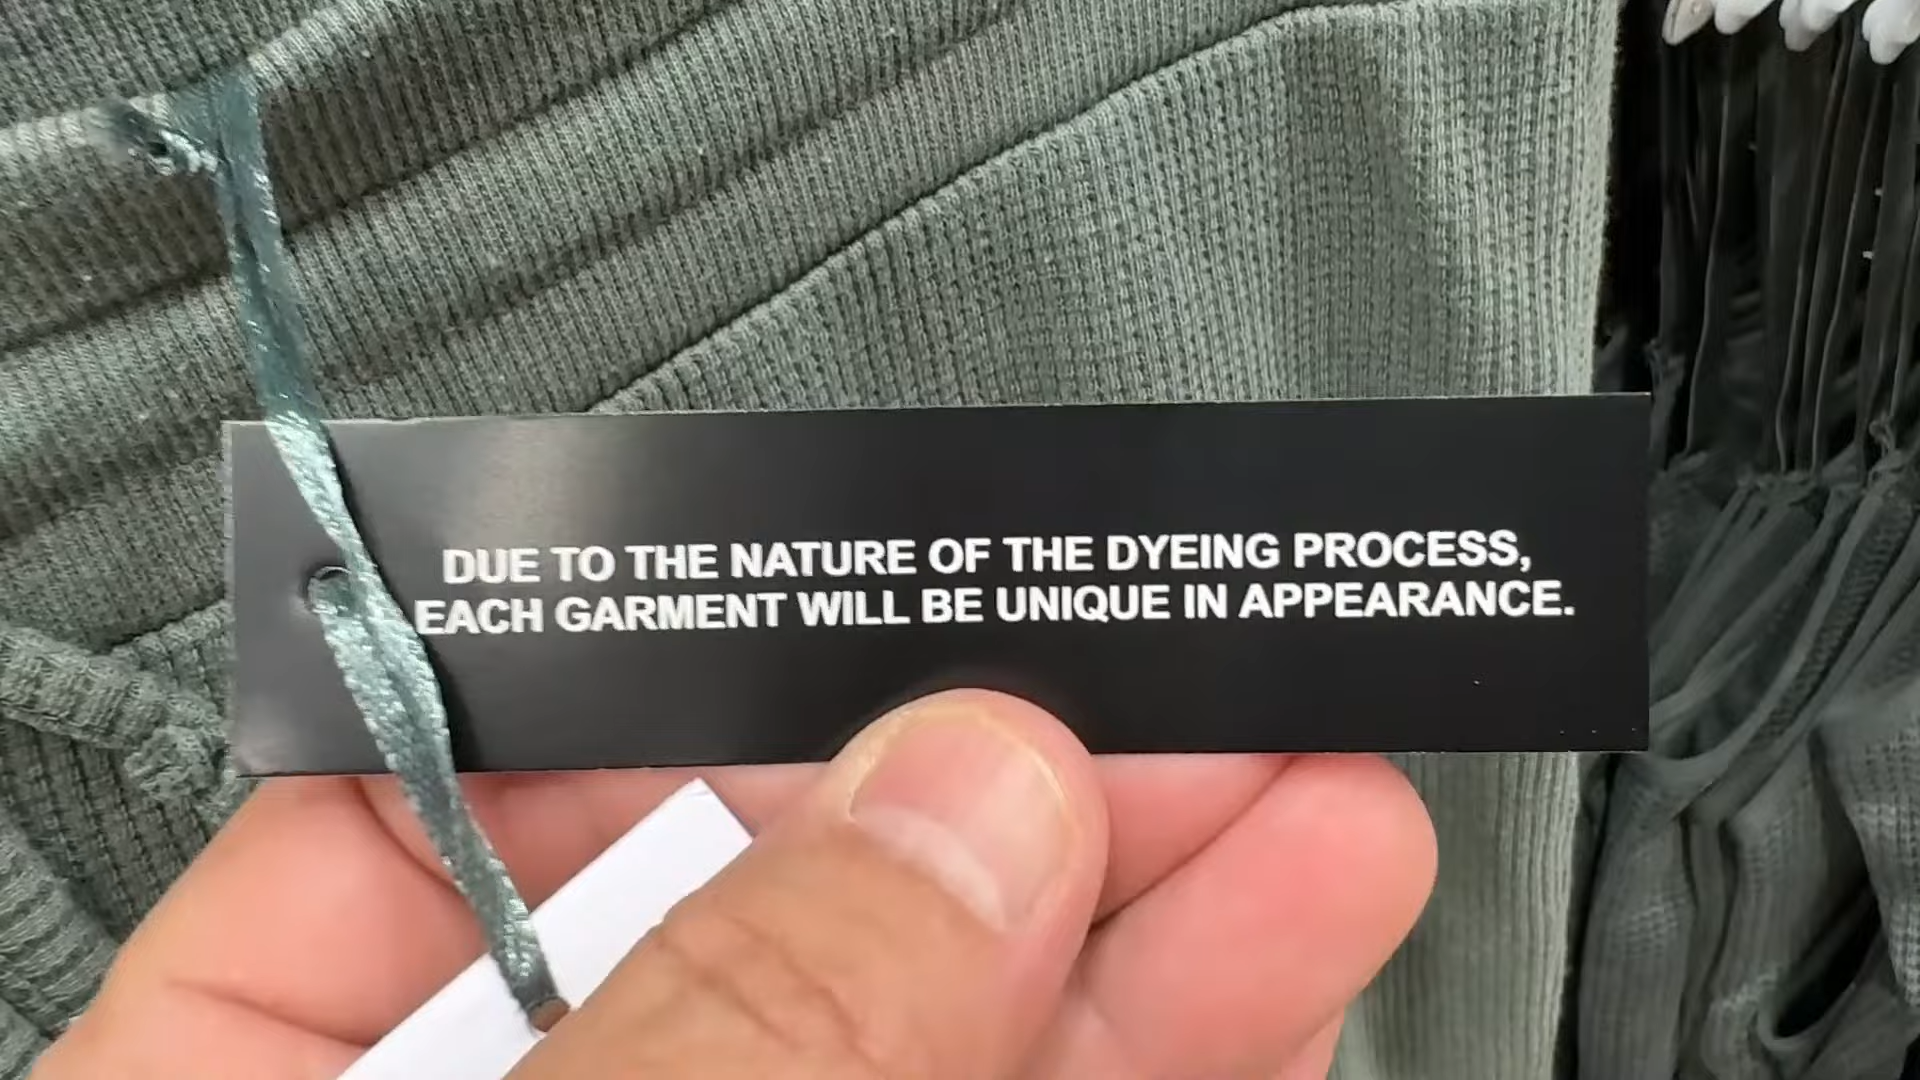 DUE TO THE NATURE OF THE DYEING PROCESS,
EACH GARMENT WILL BE UNIQUE IN APPEARANCE.